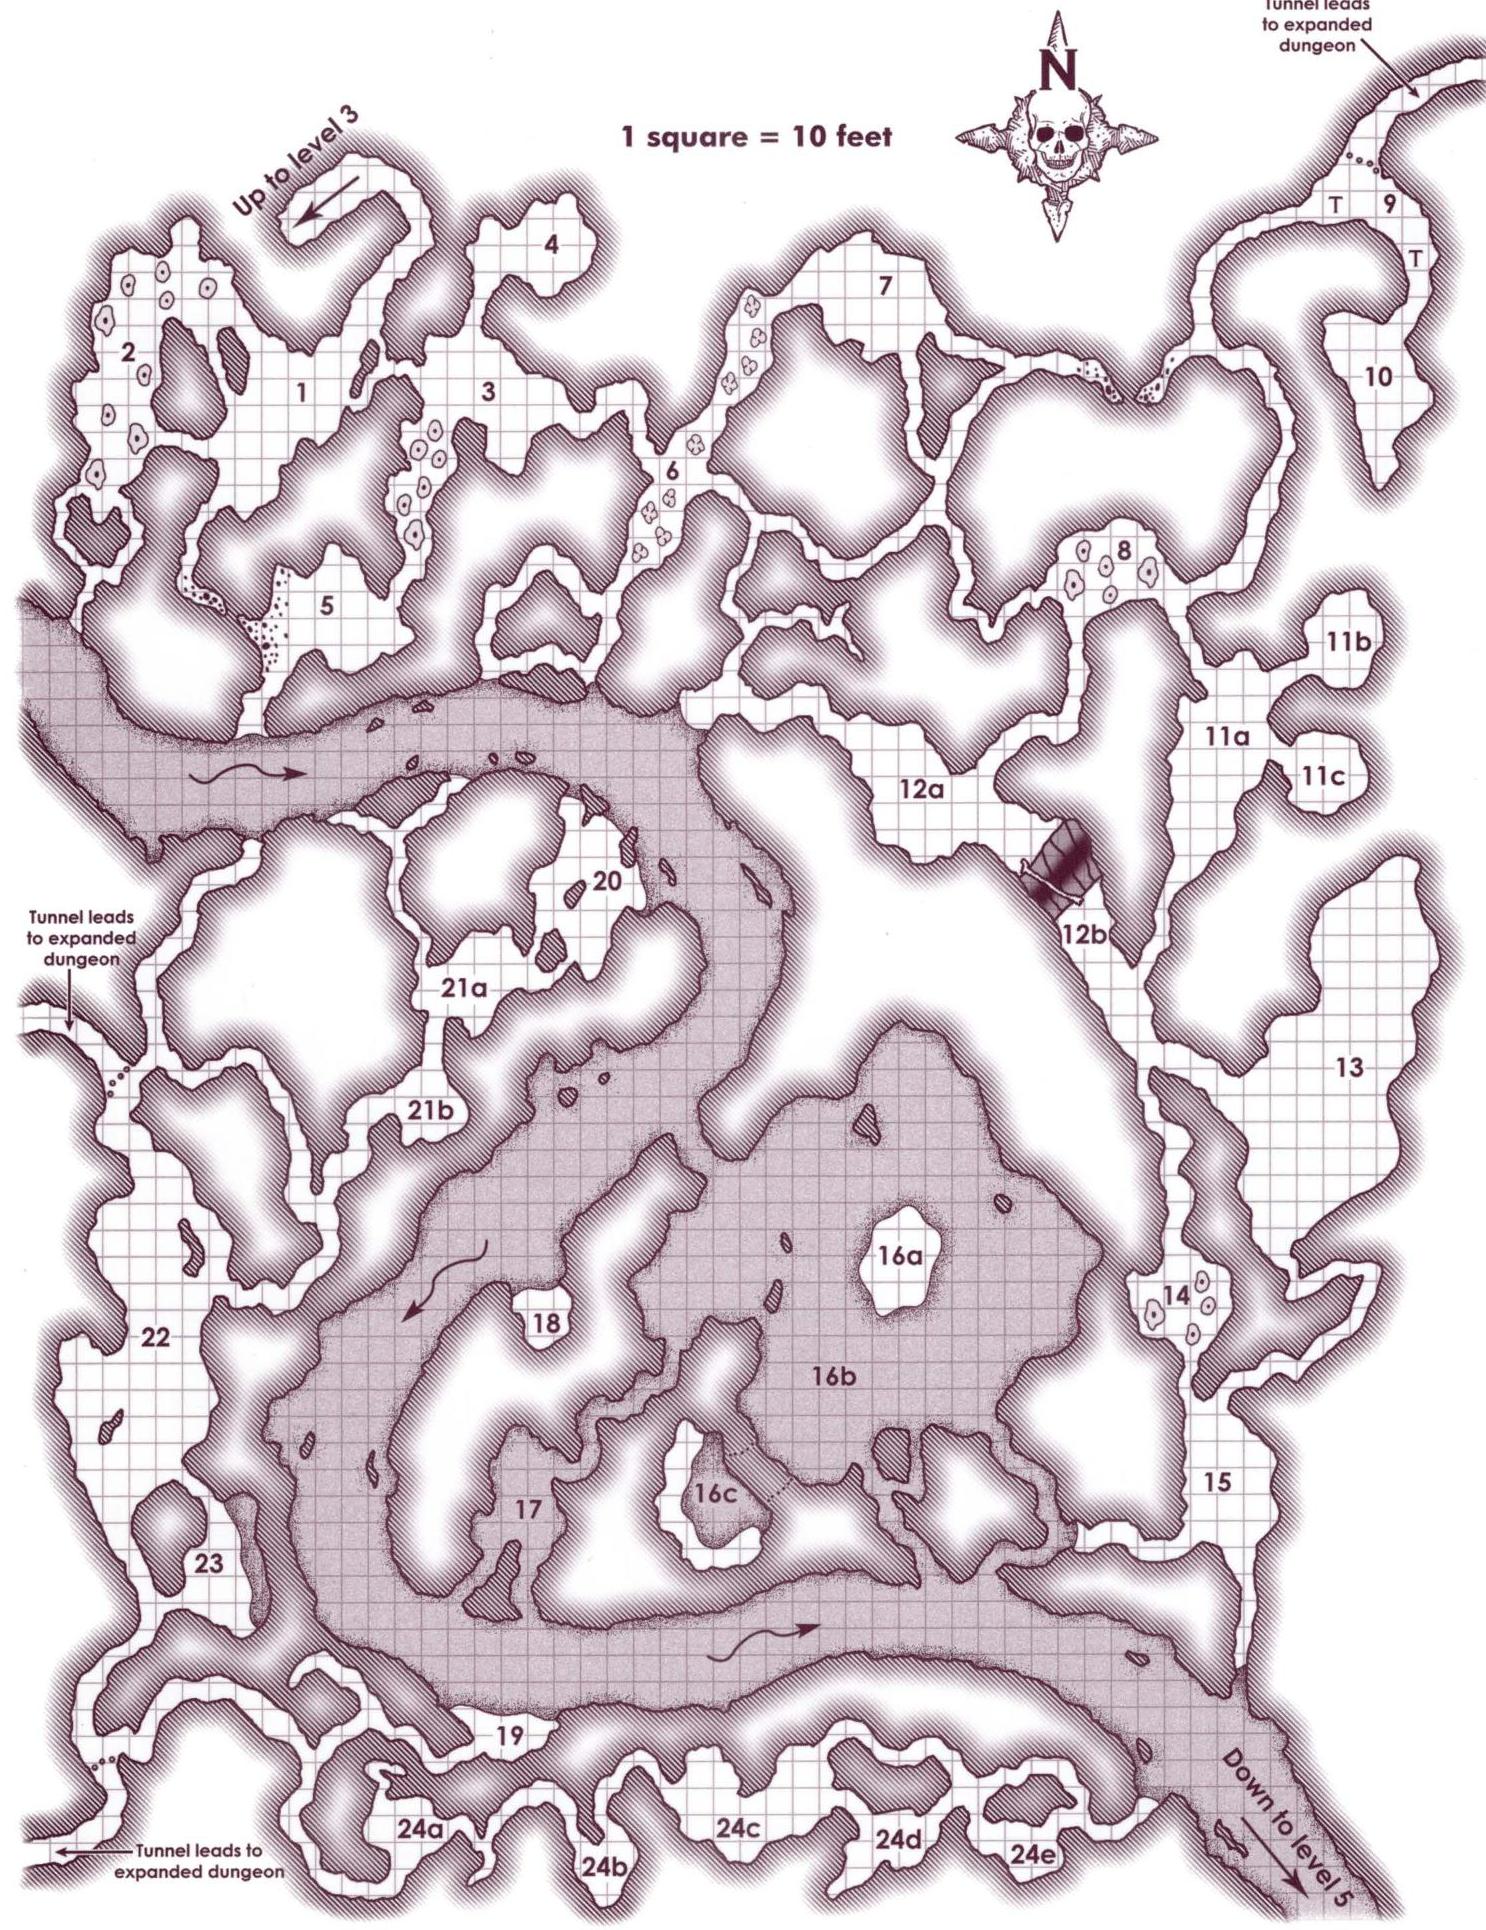 Tunnel leads
to expanded
dungeon
N
1 square = 10 feet
Up to level 3
4
T
9
T
7
2
1
3
10
6
8
5
11b
11a
11c
12a
20
12b
Tunnel leads
to expanded
dungeon
21a
13
21b
16a
14
18
22
16b
15
16c
17
23
19
Down to level 5
24a
24c
24d
24e
24b
Tunnel leads to
expanded dungeon